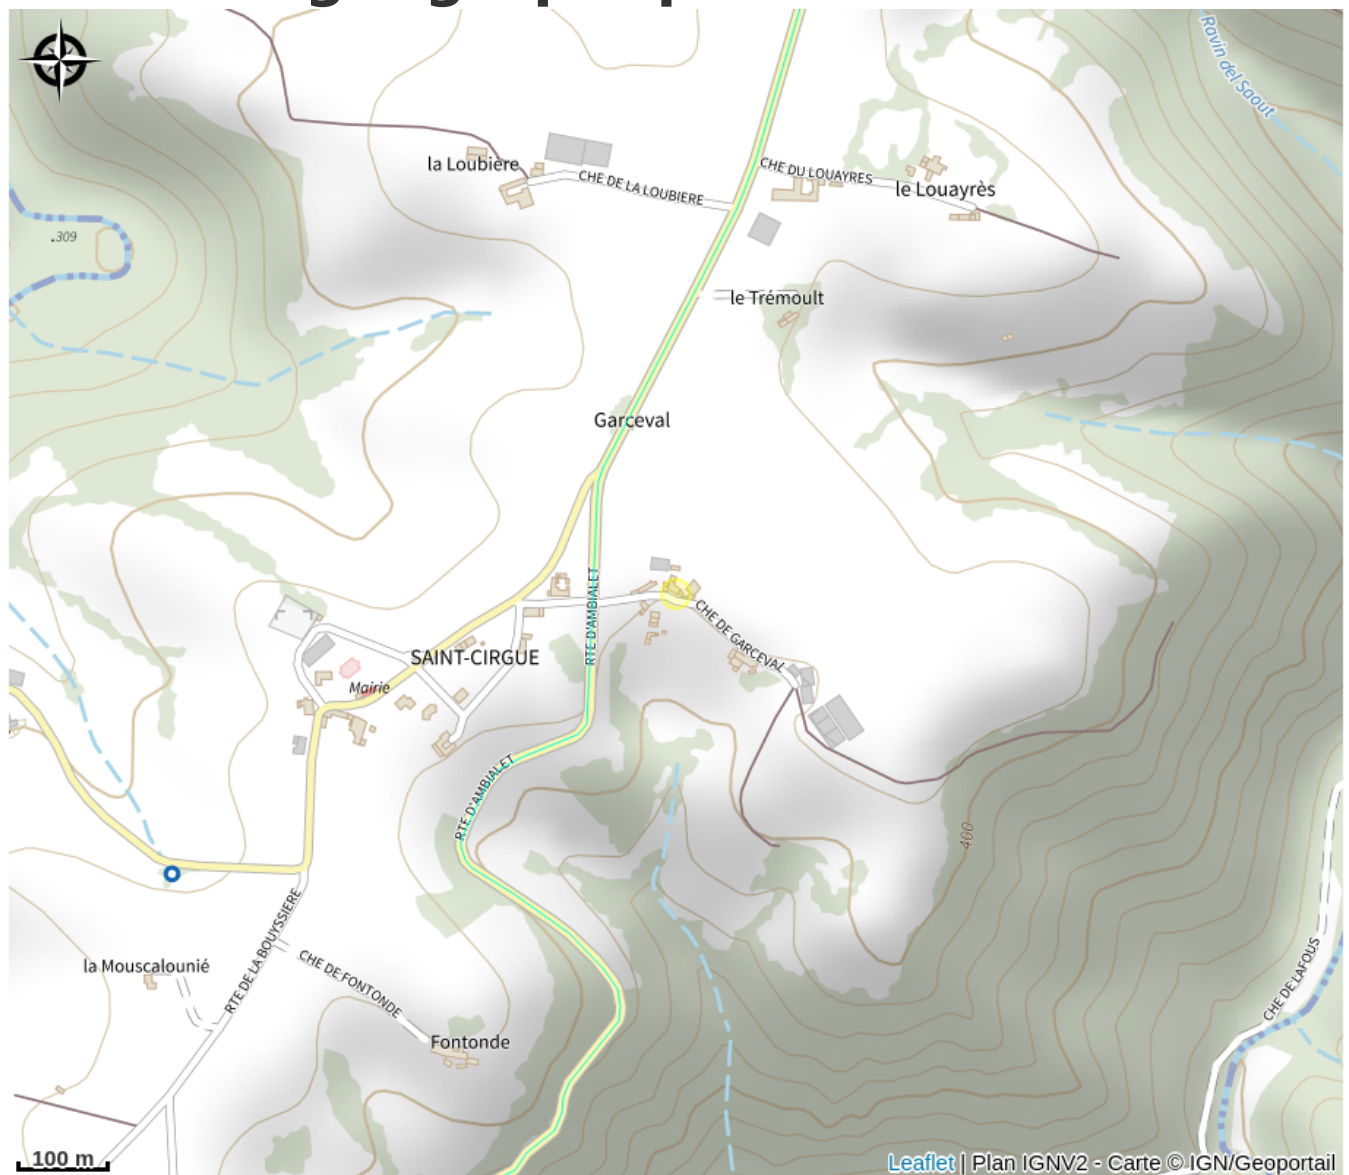 Ravin del Saout
la Loubière
CHE DE LA LOUBIERE
CHE DU LOUAYRES
le Louayrès
.309
le Trémoult
Garceval
RTE D'AMBIALET
CHE DE GARCEVAL
SAINT-CIRGUE
Mairie
RTE D'AMBIALET
400
RTE DE LA BOUYSSIERE
la Mouscalounié
CHE DE FONTONDE
Fontonde
CHE DE LAFOUS
100 m
Leaflet | Plan IGNV2 - Carte © IGN/Geoportail